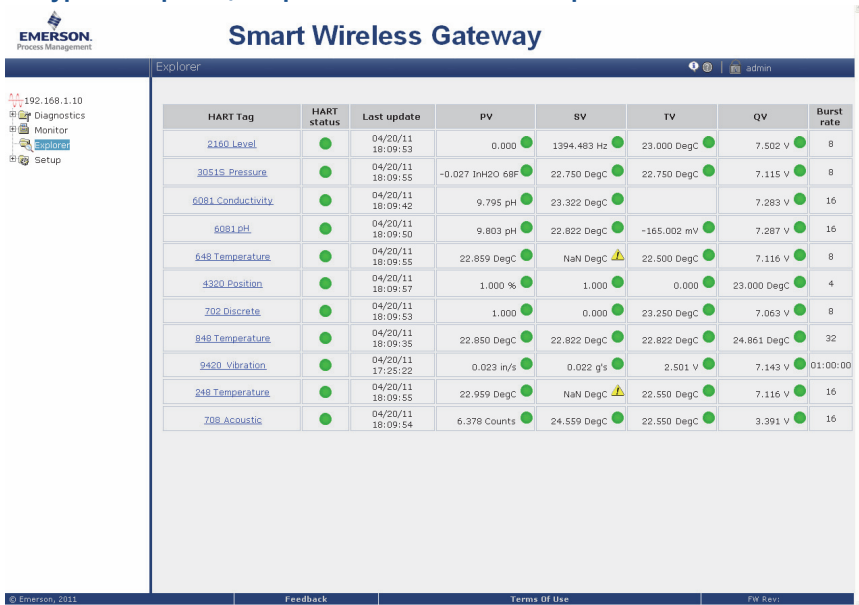 EMERSON.
Process Management
Smart Wireless Gateway
Explorer
admin
192.168.1.10
Diagnostics
Monitor
Explorer
Setup
HART Tag HART status Last update PV SV TV QV Burst rate
2160 Level 04/20/11 18:09:53 0.000 1394.483 Hz 23.000 DegC 7.502 V 8
3051S Pressure 04/20/11 18:09:55 -0.027 InH2O 68F 22.750 DegC 22.750 DegC 7.115 V 8
6081 Conductivity 04/20/11 18:09:42 9.795 pH 23.322 DegC 7.283 V 16
6081 pH 04/20/11 18:09:50 9.803 pH 22.822 DegC -165.002 mV 7.287 V 16
648 Temperature 04/20/11 18:09:55 22.859 DegC NaN DegC 22.500 DegC 7.116 V 8
4320 Position 04/20/11 18:09:57 1.000 % 1.000 0.000 23.000 DegC 4
702 Discrete 04/20/11 18:09:53 1.000 0.000 23.250 DegC 7.063 V 8
848 Temperature 04/20/11 18:09:35 22.850 DegC 22.822 DegC 22.822 DegC 24.861 DegC 32
9420 Vibration 04/20/11 17:25:22 0.023 in/s 0.022 g's 2.501 V 7.143 V 01:00:00
248 Temperature 04/20/11 18:09:55 22.959 DegC NaN DegC 22.550 DegC 7.116 V 16
708 Acoustic 04/20/11 18:09:54 6.378 Counts 24.559 DegC 22.550 DegC 3.391 V 16
© Emerson, 2011 Feedback Terms Of Use FW Rev: